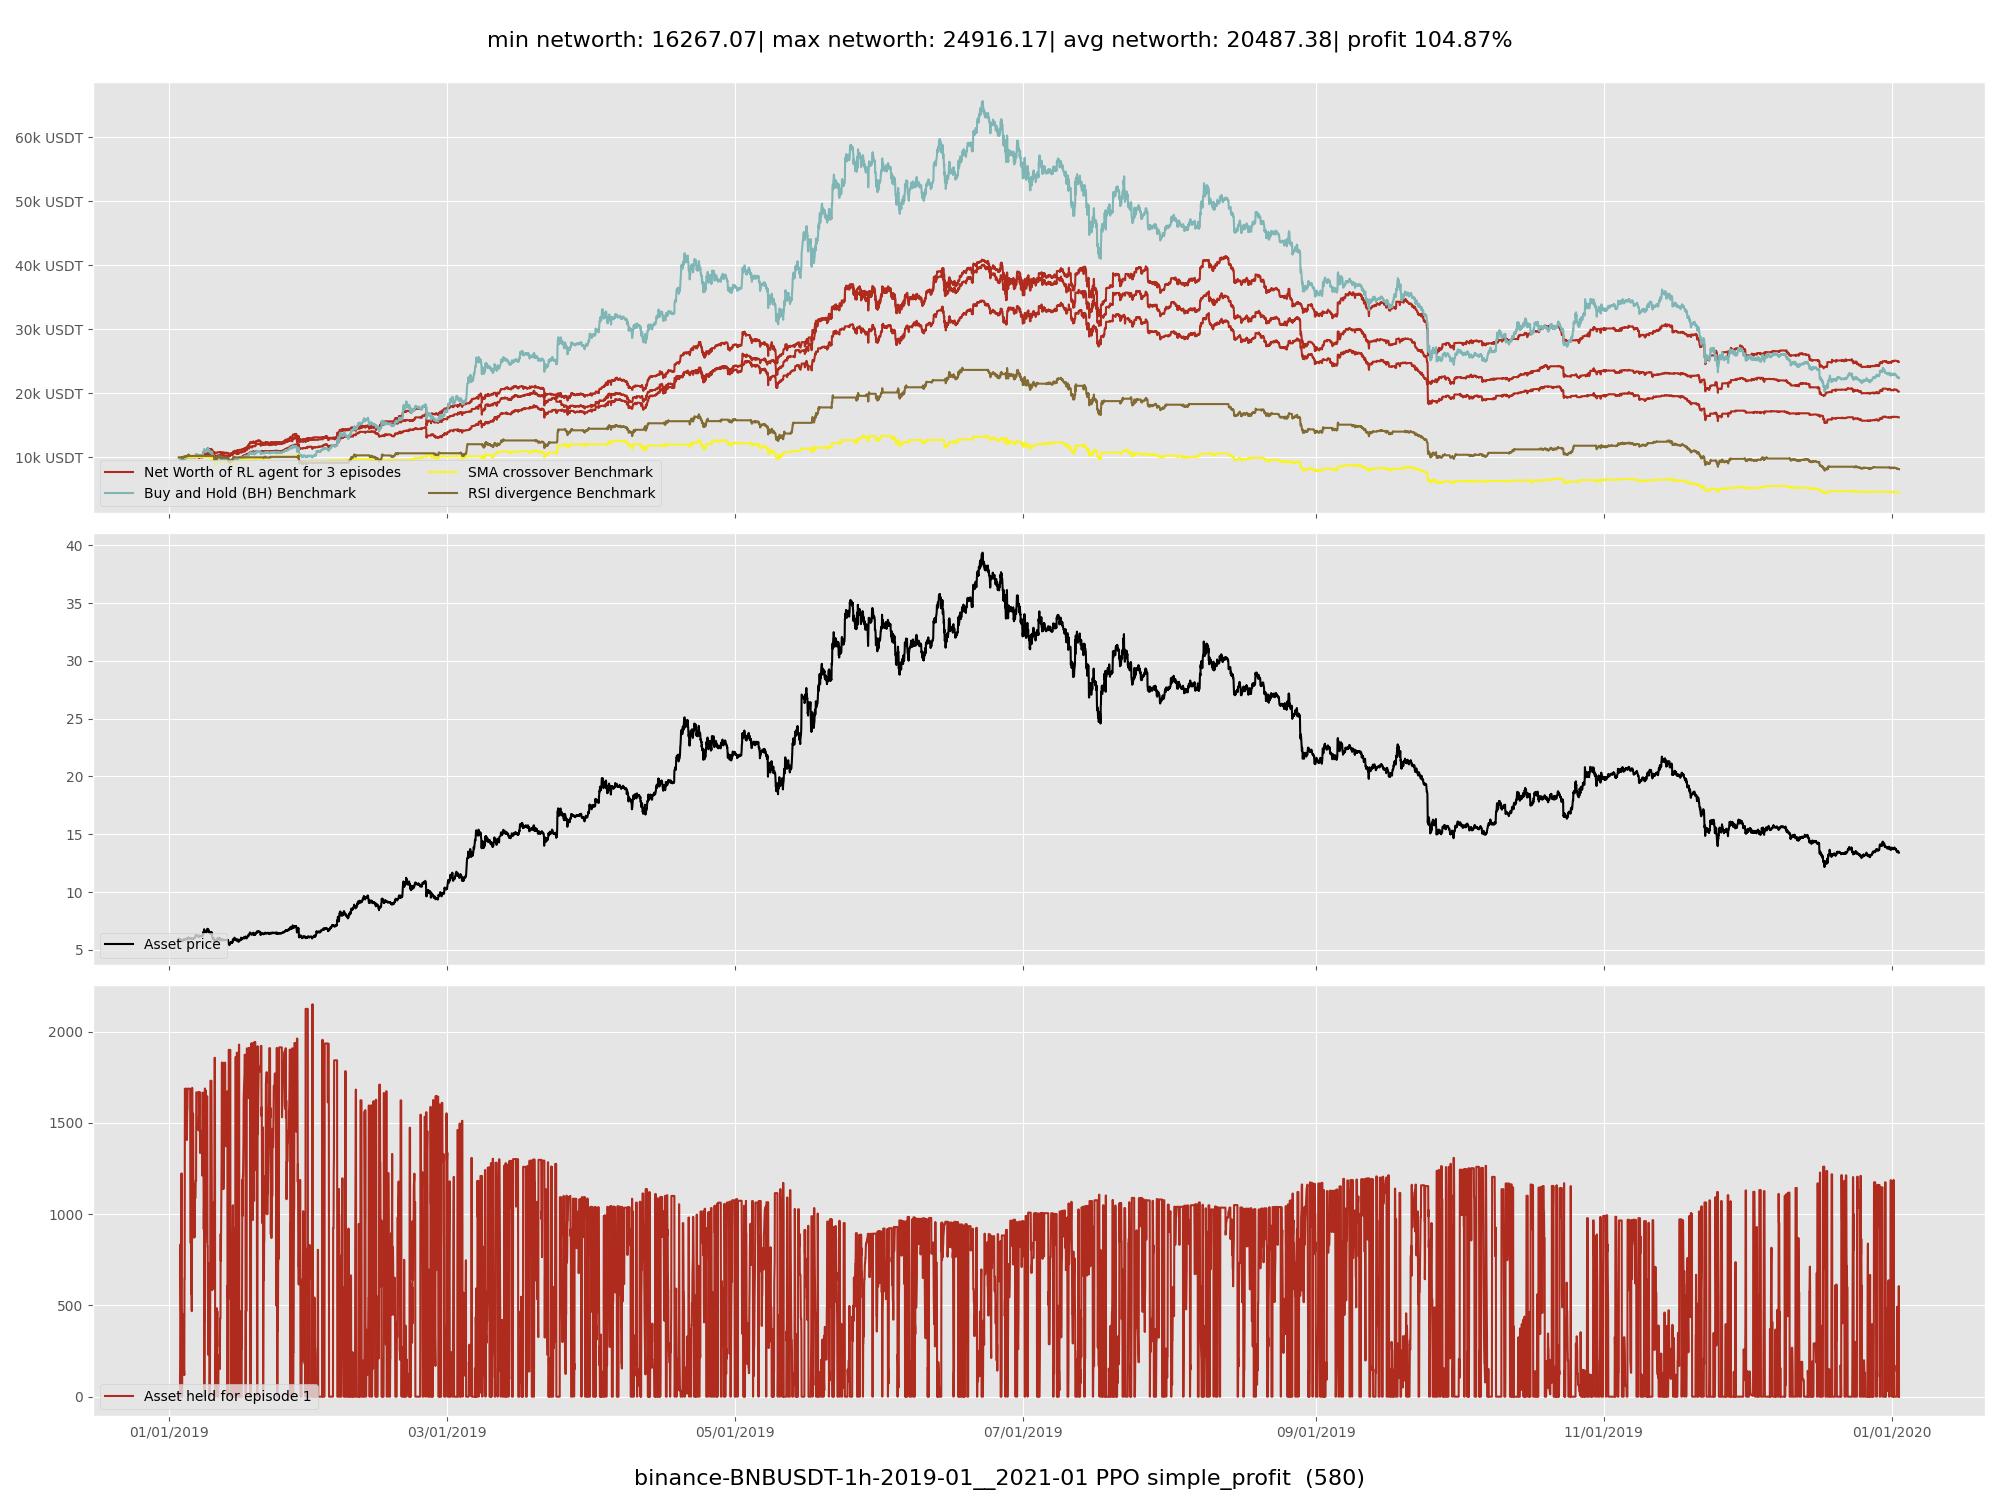 min networth: 16267.07| max networth: 24916.17| avg networth: 20487.38| profit 104.87%
60k USDT
50k USDT
40k USDT
30k USDT
20k USDT
10k USDT
Net Worth of RL agent for 3 episodes
Buy and Hold (BH) Benchmark
SMA crossover Benchmark
RSI divergence Benchmark
40
35
30
25
20
15
10
5
Asset price
2000
1500
1000
500
0
Asset held for episode 1
01/01/2019 03/01/2019 05/01/2019 07/01/2019 09/01/2019 11/01/2019 01/01/2020
binance-BNBUSDT-1h-2019-01__2021-01 PPO simple_profit (580)